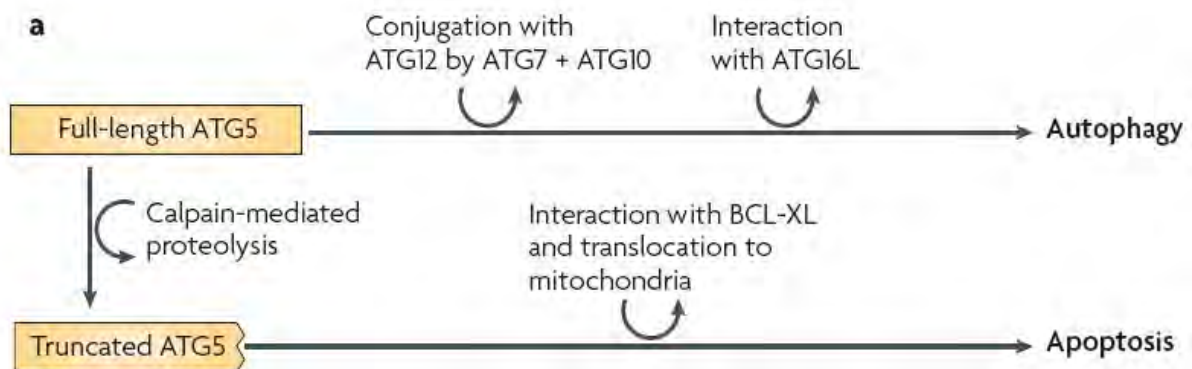 a
Conjugation with
ATG12 by ATG7 + ATG10
Interaction
with ATG16L
Full-length ATG5
Autophagy
Calpain-mediated
proteolysis
Interaction with BCL-XL
and translocation to
mitochondria
Truncated ATG5
Apoptosis